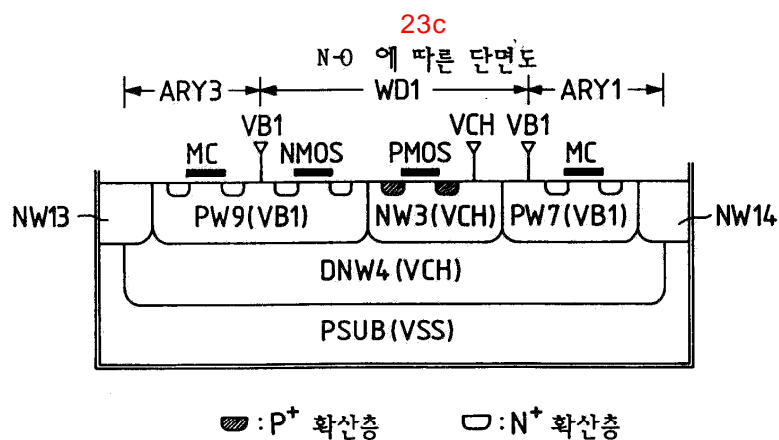 23c
N-O 에 따른 단면도
ARY3 WD1 ARY1
VB1 VCH VB1
MC NMOS PMOS MC
NW13 PW9(VB1) NW3(VCH) PW7(VB1) NW14
DNW4(VCH)
PSUB(VSS)
:P+ 확산층 :N+ 확산층